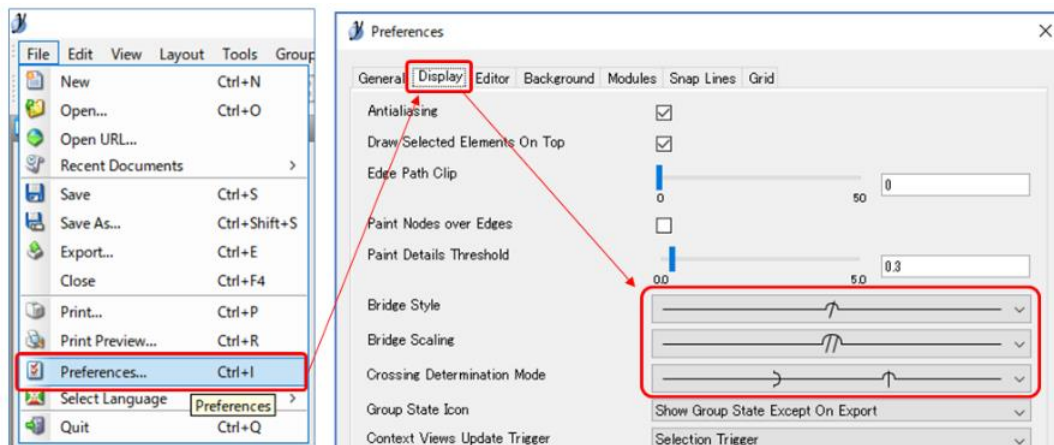 File Edit View Layout Tools Group
New Ctrl+N
Open... Ctrl+O
Open URL...
Recent Documents >
Save Ctrl+S
Save As... Ctrl+Shift+S
Export... Ctrl+E
Close Ctrl+F4
Print... Ctrl+P
Print Preview... Ctrl+R
Preferences... Ctrl+I
Select Language >
Preferences
Quit Ctrl+Q
Preferences
General Display Editor Background Modules Snap Lines Grid
Antialiasing
Draw Selected Elements On Top
Edge Path Clip
0
0 50
Paint Nodes over Edges
Paint Details Threshold
0.3
0.0 5.0
Bridge Style
Bridge Scaling
Crossing Determination Mode
Group State Icon Show Group State Except On Export
Context Views Update Trigger Selection Trigger